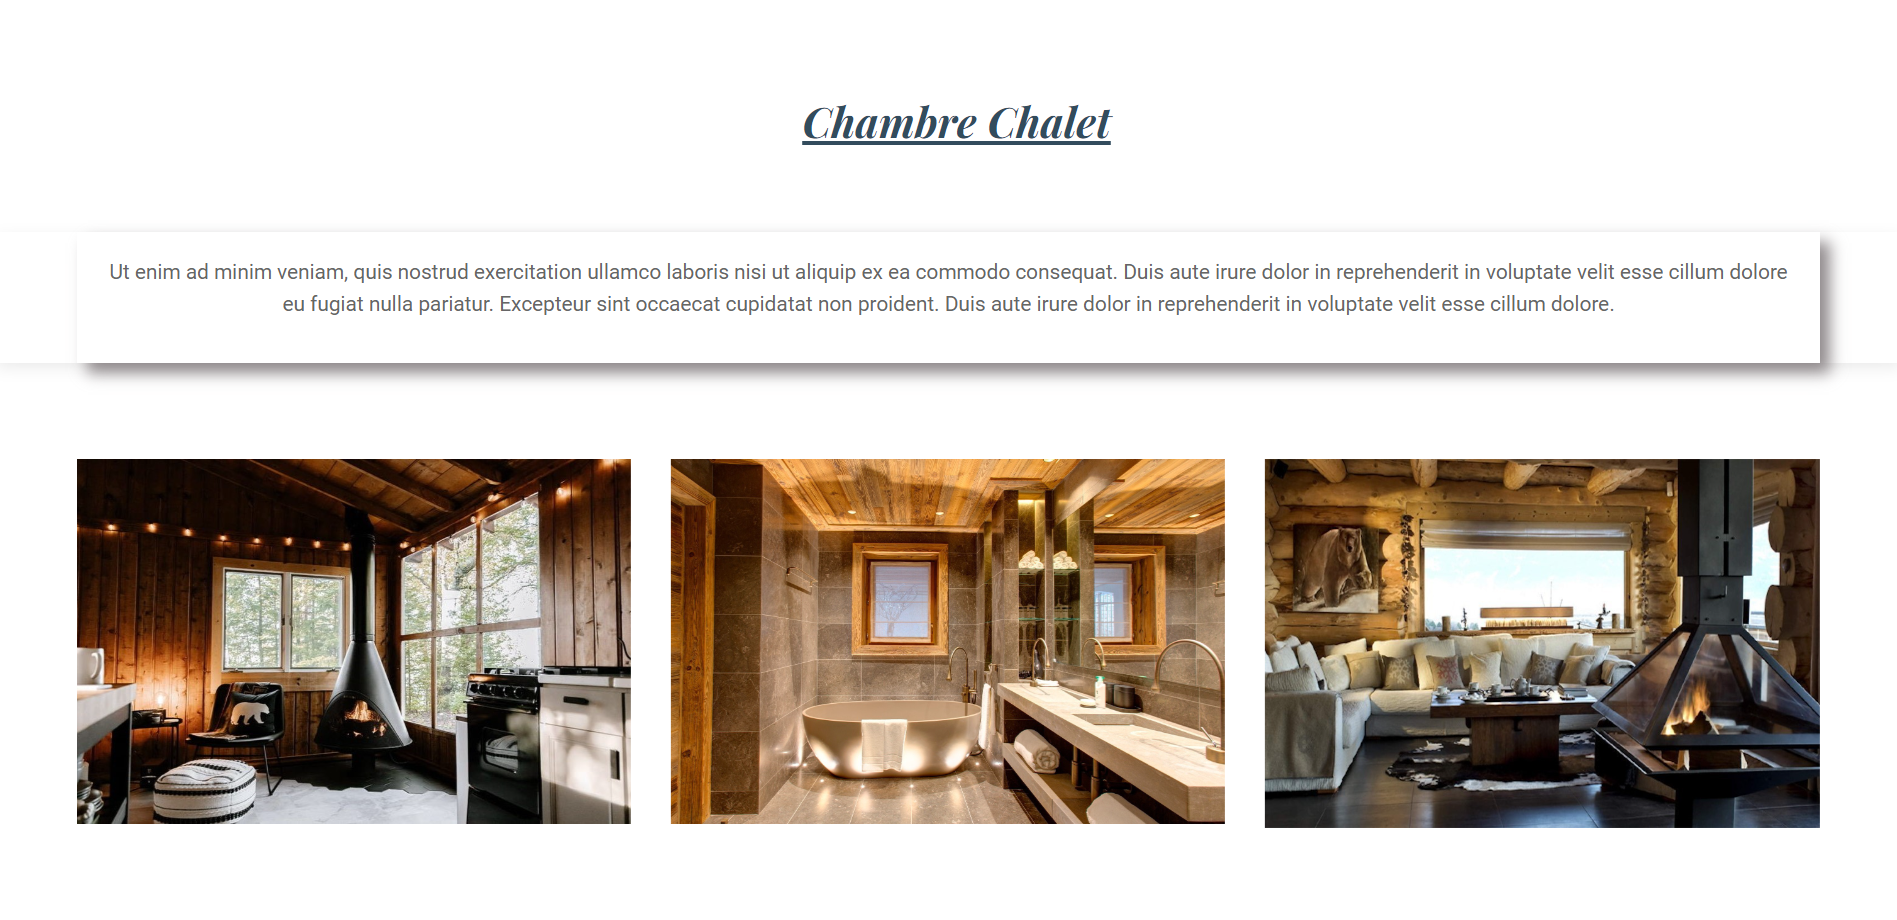 Chambre Chalet
Ut enim ad minim veniam, quis nostrud exercitation ullamco laboris nisi ut aliquip ex ea commodo consequat. Duis aute irure dolor in reprehenderit in voluptate velit esse cillum dolore
eu fugiat nulla pariatur. Excepteur sint occaecat cupidatat non proident. Duis aute irure dolor in reprehenderit in voluptate velit esse cillum dolore.